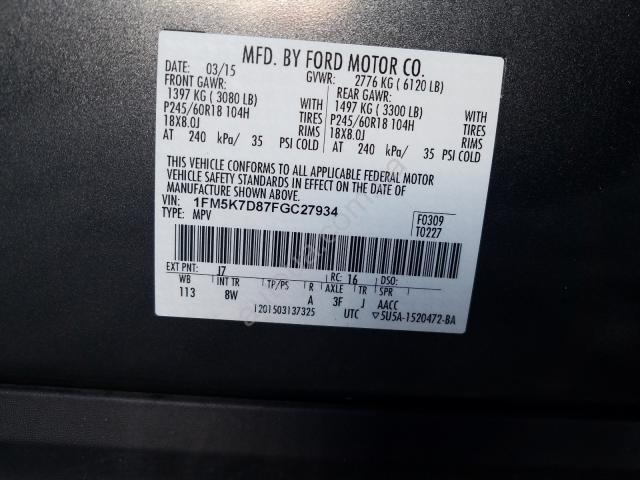 MFD. BY FORD MOTOR CO.
DATE: 03/15 GVWR: 2776 KG ( 6120 LB)
FRONT GAWR: REAR GAWR:
1397 KG ( 3080 LB) WITH 1497 KG ( 3300 LB) WITH
P245/60R18 104H TIRES P245/60R18 104H TIRES
18X8.0J RIMS 18X8.0J RIMS
AT 240 kPa/ 35 PSI COLD AT 240 kPa/ 35 PSI COLD
THIS VEHICLE CONFORMS TO ALL APPLICABLE FEDERAL MOTOR
VEHICLE SAFETY STANDARDS IN EFFECT ON THE DATE OF
MANUFACTURE SHOWN ABOVE.
VIN: 1FM5K7D87FGC27934
TYPE: MPV
F0309
T0227
EXT PNT: J7 RC: 16 DSO:
WB INT TR TP/PS R AXLE TR SPR
113 8W A 3F J AACC
1201503137325 UTC ▽5U5A-1520472-BA